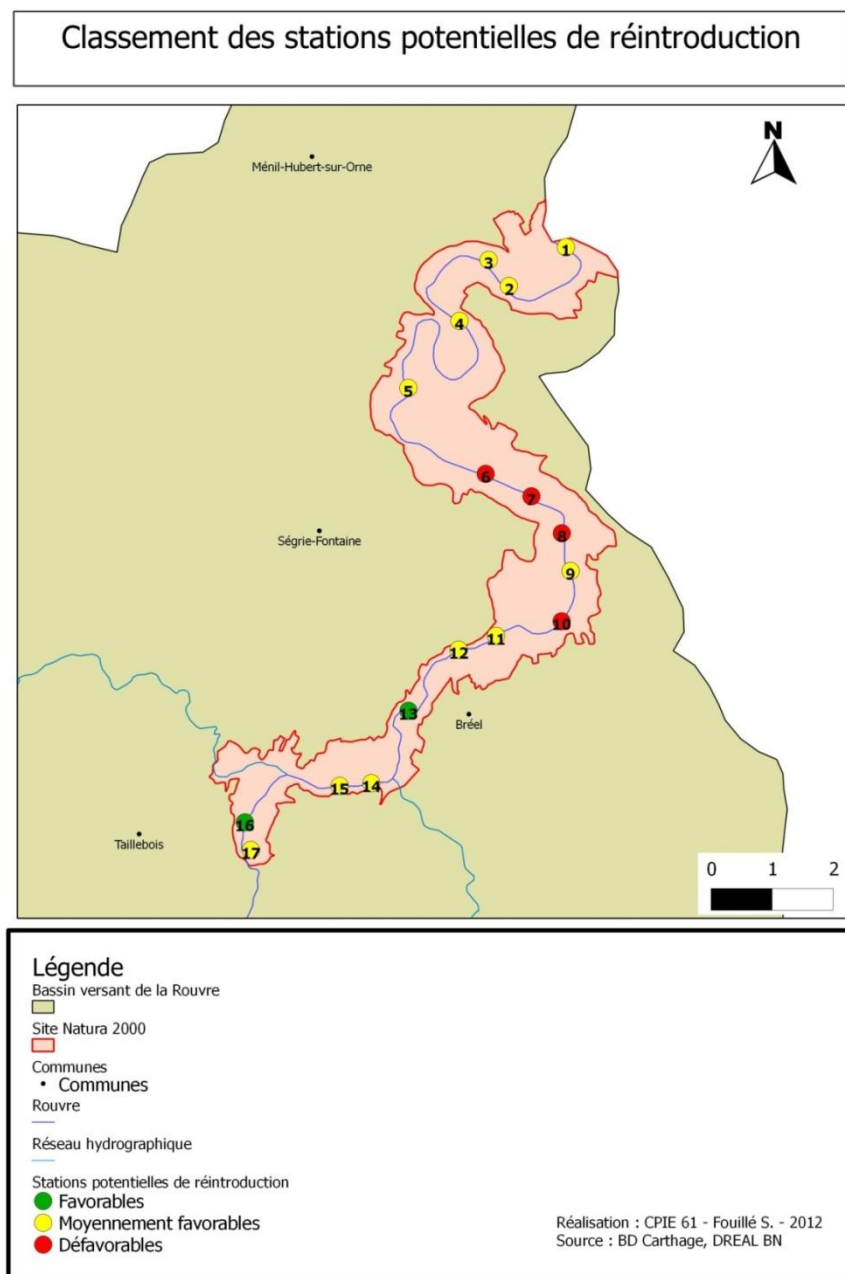 Classement des stations potentielles de réintroduction
N
Ménil-Hubert-sur-Orne
1
3
2
4
5
6
7
Ségrie-Fontaine
8
9
10
11
12
13
Bréel
15 14
16
Taillebois
17
0 1 2
Légende
Bassin versant de la Rouvre
Site Natura 2000
Communes
Communes
Rouvre
Réseau hydrographique
Stations potentielles de réintroduction
Favorables
Moyennement favorables
Défavorables
Réalisation : CPIE 61 - Fouillé S. - 2012
Source : BD Carthage, DREAL BN